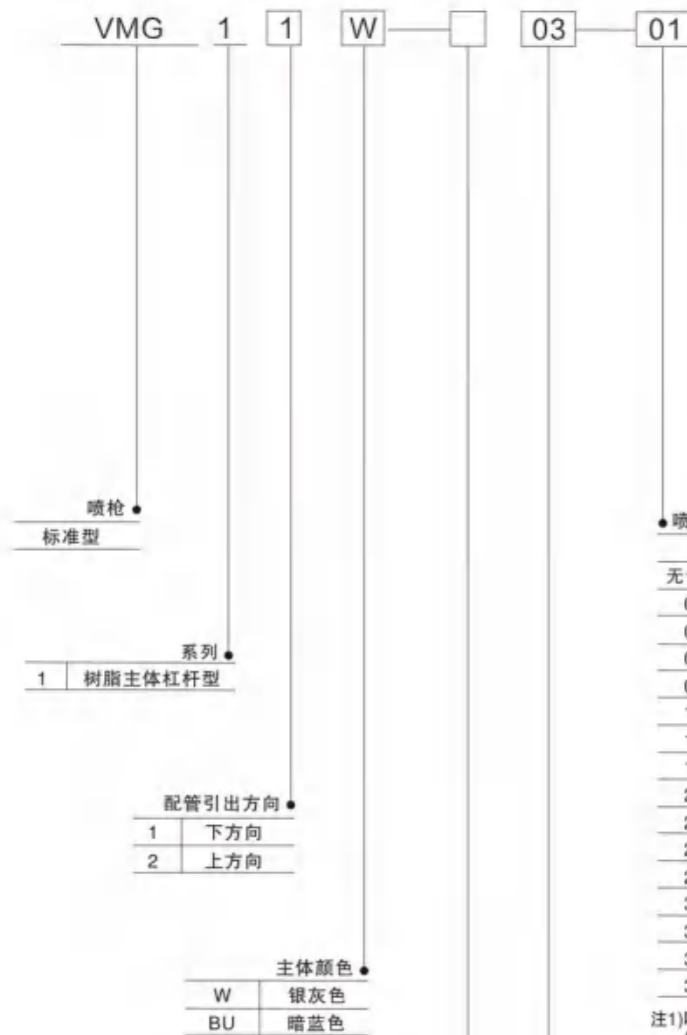 VMG 1 1 W 03 01
喷枪
标准型
系列
1 树脂主体杠杆型
配管引出方向
1 下方向
2 上方向
主体颜色
W 银灰色
BU 暗蓝色
喷
无
注1)